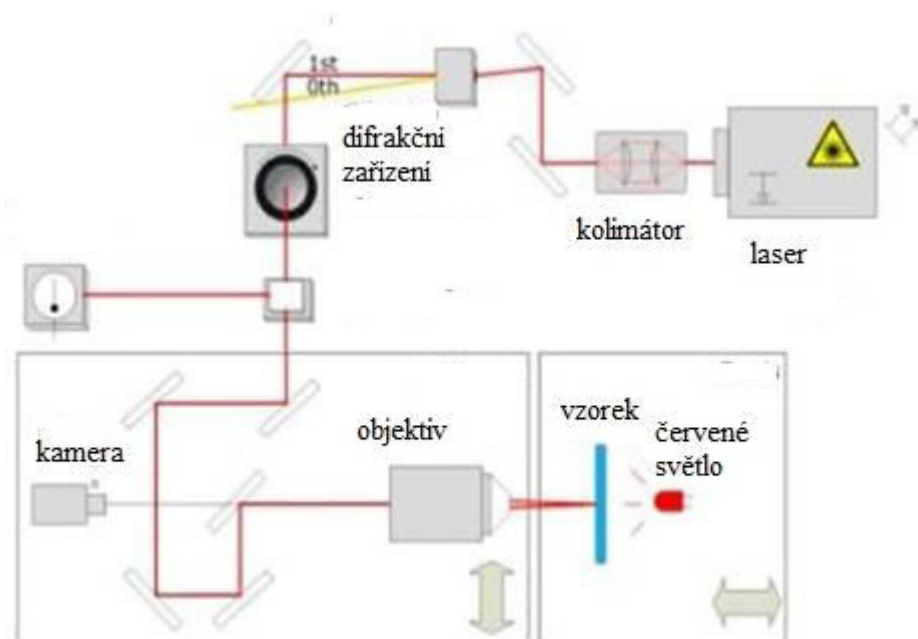 1st
0th
difrakční
zařízení
kolimátor
laser
kamera
objektiv
vzorek
červené
světlo